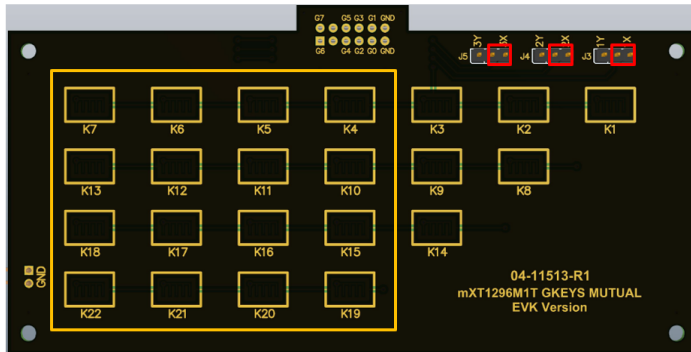 G7 G5 G3 G1 GND
G6 G4 G2 G0 GND
J5 3Y 3X J4 2Y 2X J3 1Y 1X
K7 K6 K5 K4 K3 K2 K1
K13 K12 K11 K10 K9 K8
K18 K17 K16 K15 K14
GND
K22 K21 K20 K19
04-11513-R1
mXT1296M1T GKEYS MUTUAL
EVK Version